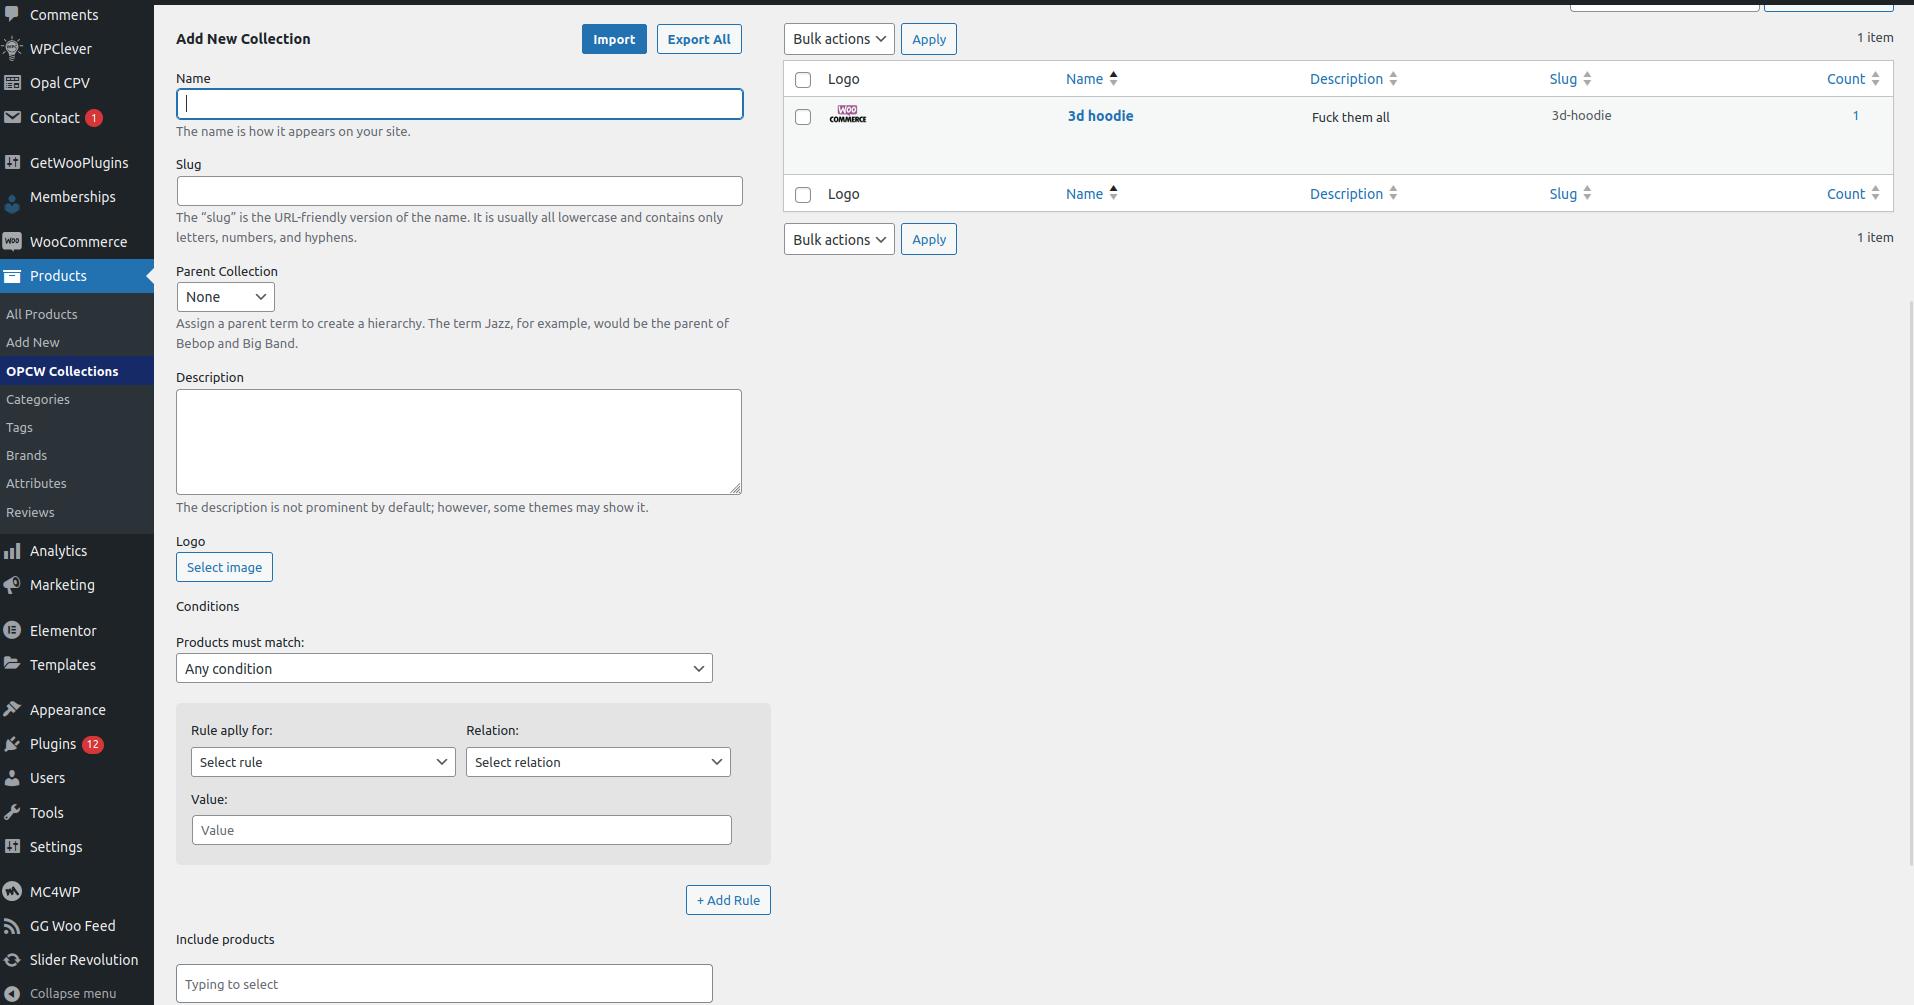 Comments
WPClever
Opal CPV
Contact 1
GetWooPlugins
Memberships
WooCommerce
Products
All Products
Add New
OPCW Collections
Categories
Tags
Brands
Attributes
Reviews
Analytics
Marketing
Elementor
Templates
Appearance
Plugins 12
Users
Tools
Settings
MC4WP
GG Woo Feed
Slider Revolution
Collapse menu
Add New Collection Import Export All
Name
The name is how it appears on your site.
Slug
The “slug” is the URL-friendly version of the name. It is usually all lowercase and contains only
letters, numbers, and hyphens.
Parent Collection
None
Assign a parent term to create a hierarchy. The term Jazz, for example, would be the parent of
Bebop and Big Band.
Description
The description is not prominent by default; however, some themes may show it.
Logo
Select image
Conditions
Products must match:
Any condition
Rule aplly for: Relation:
Select rule Select relation
Value:
Value
+ Add Rule
Include products
Typing to select
Bulk actions Apply 1 item
Logo Name Description Slug Count
WOO
COMMERCE 3d hoodie Fuck them all 3d-hoodie 1
Logo Name Description Slug Count
Bulk actions Apply 1 item